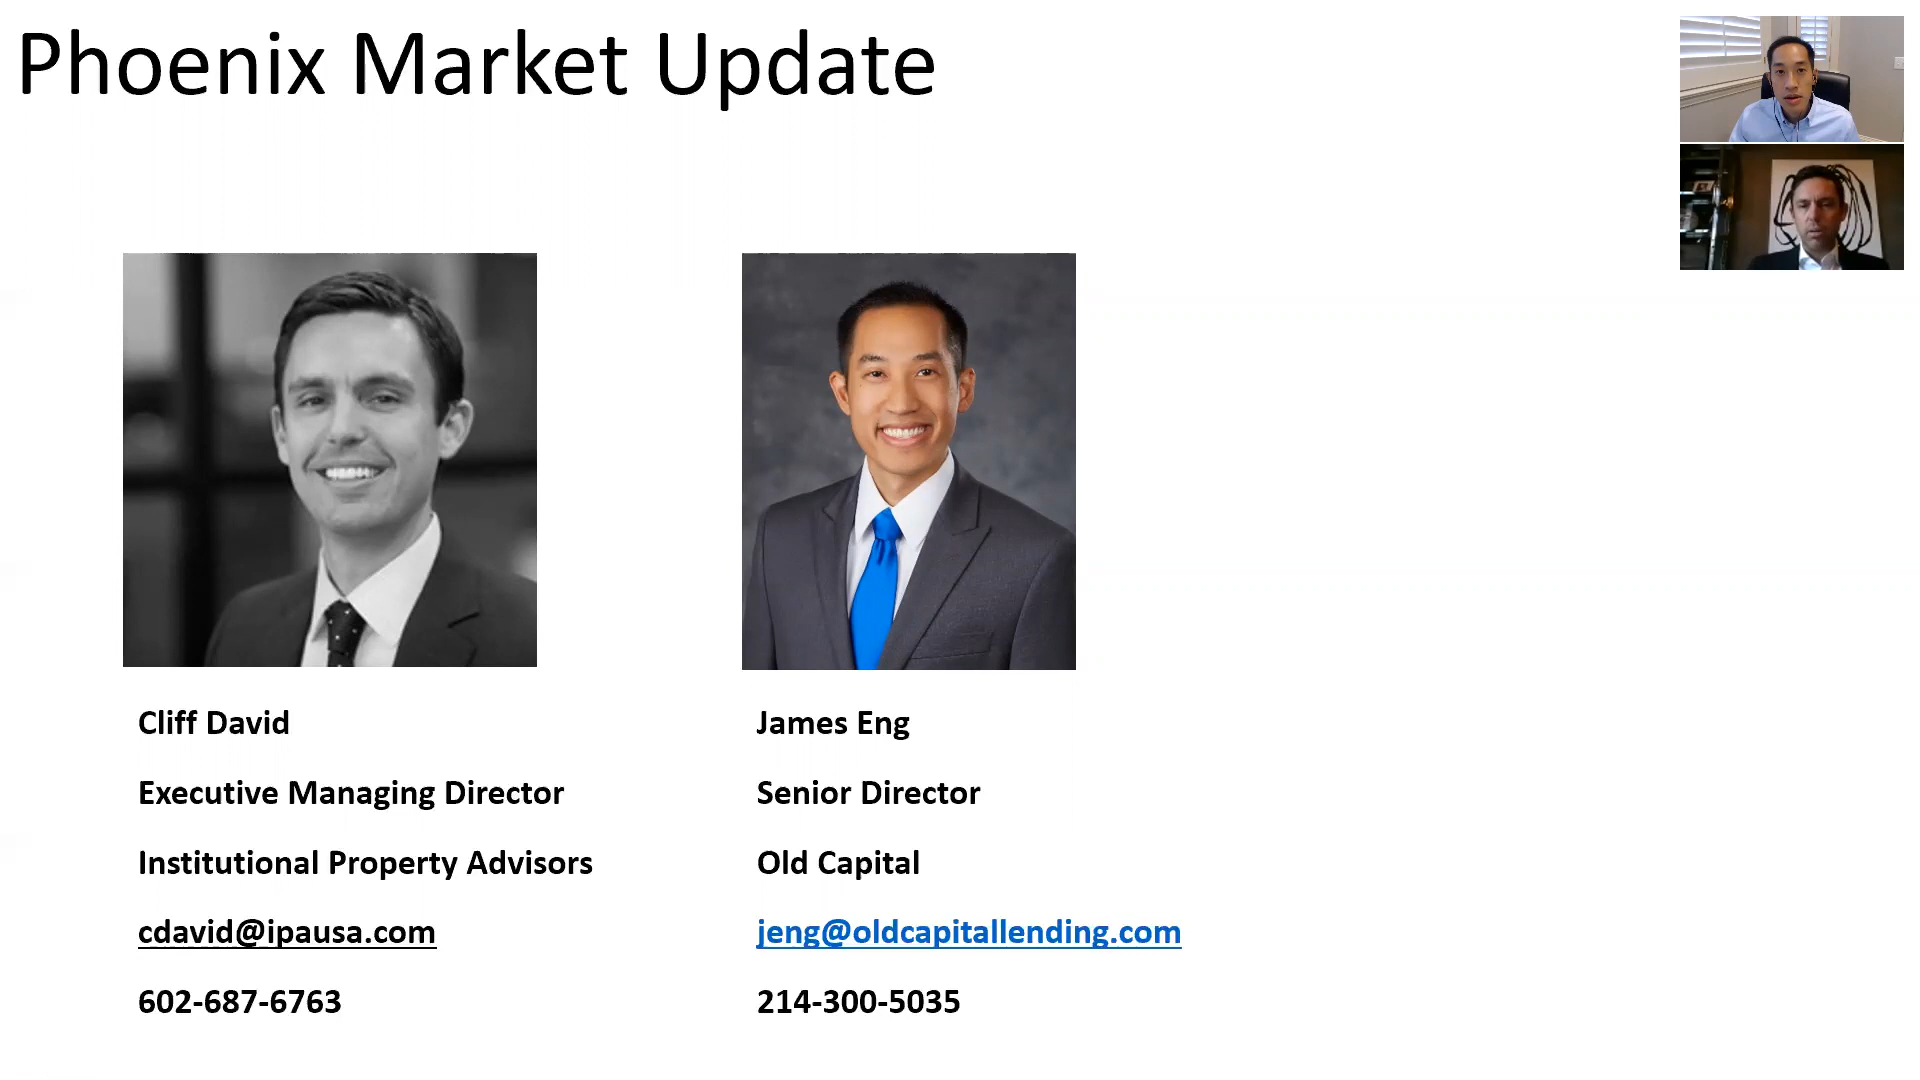 Phoenix Market Update
Cliff David
Executive Managing Director
Institutional Property Advisors
cdavid@ipausa.com
602-687-6763
James Eng
Senior Director
Old Capital
jeng@oldcapitallending.com
214-300-5035